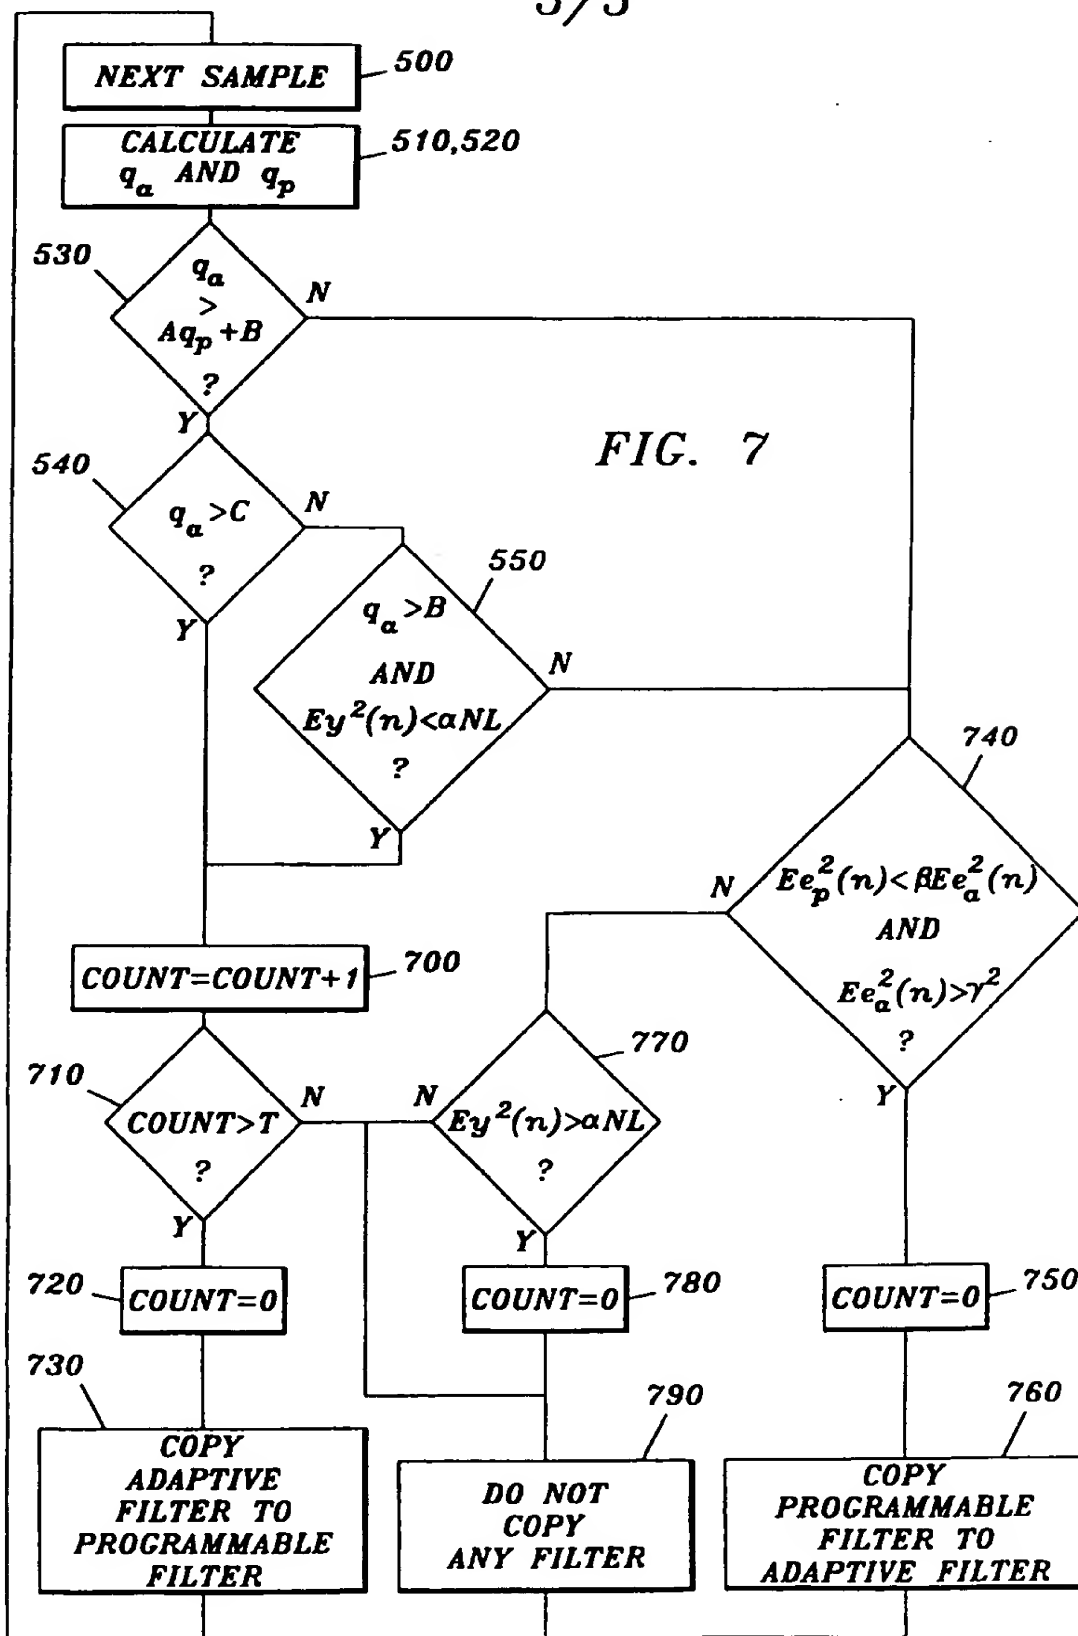 3/3
NEXT SAMPLE
500
CALCULATE
qₐ AND qₚ
510,520
530
qₐ
>
Aqₚ+B
?
N
Y
FIG. 7
540
qₐ>C
?
N
Y
550
qₐ>B
AND
Ey²(n)<αNL
?
N
Y
740
Eeₚ²(n)<βEeₐ²(n)
AND
Eeₐ²(n)>γ²
?
N
Y
COUNT=COUNT+1
700
710
COUNT>T
?
N
Y
770
Ey²(n)>αNL
?
N
Y
720
COUNT=0
COUNT=0
780
COUNT=0
750
730
COPY
ADAPTIVE
FILTER TO
PROGRAMMABLE
FILTER
790
DO NOT
COPY
ANY FILTER
760
COPY
PROGRAMMABLE
FILTER TO
ADAPTIVE FILTER